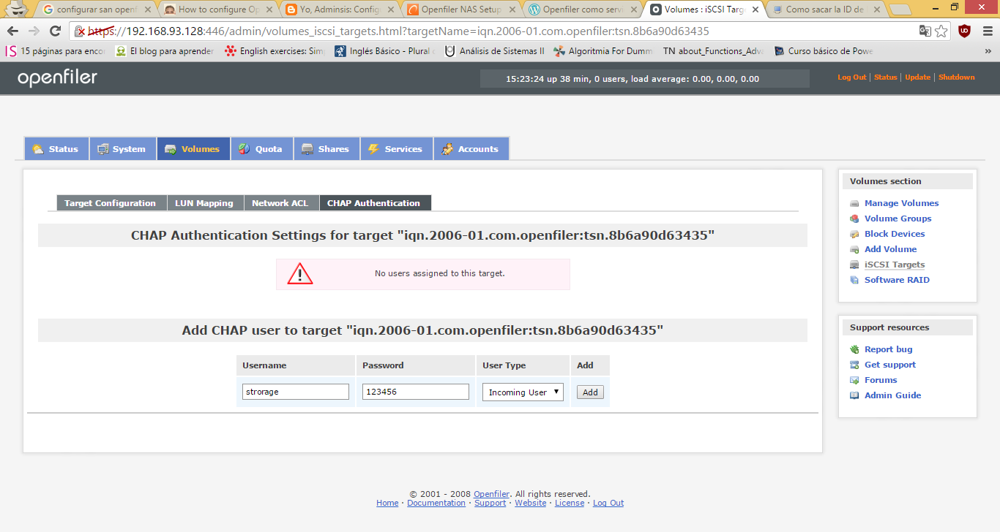 configurar san openf
How to configure Op
Yo, Adminsis: Config
Openfiler NAS Setup
Openfiler como servi
Volumes : iSCSI Targ
Como sacar la ID de
https://192.168.93.128:446/admin/volumes_iscsi_targets.html?targetName=iqn.2006-01.com.openfiler:tsn.8b6a90d63435
15 páginas para enco
El blog para aprender
English exercises: Sim
Inglés Básico - Plural
Análisis de Sistemas II
Algoritmia For Dumm
TN about_Functions_Adva
Curso básico de Powe
»
openfiler
15:23:24 up 38 min, 0 users, load average: 0.00, 0.00, 0.00
Log Out | Status | Update | Shutdown
Status
System
Volumes
Quota
Shares
Services
Accounts
Target Configuration
LUN Mapping
Network ACL
CHAP Authentication
CHAP Authentication Settings for target "iqn.2006-01.com.openfiler:tsn.8b6a90d63435"
No users assigned to this target.
Add CHAP user to target "iqn.2006-01.com.openfiler:tsn.8b6a90d63435"
Username Password User Type Add
strorage 123456 Incoming User Add
Volumes section
Manage Volumes
Volume Groups
Block Devices
Add Volume
iSCSI Targets
Software RAID
Support resources
Report bug
Get support
Forums
Admin Guide
© 2001 - 2008 Openfiler. All rights reserved.
Home · Documentation · Support · Website · License · Log Out